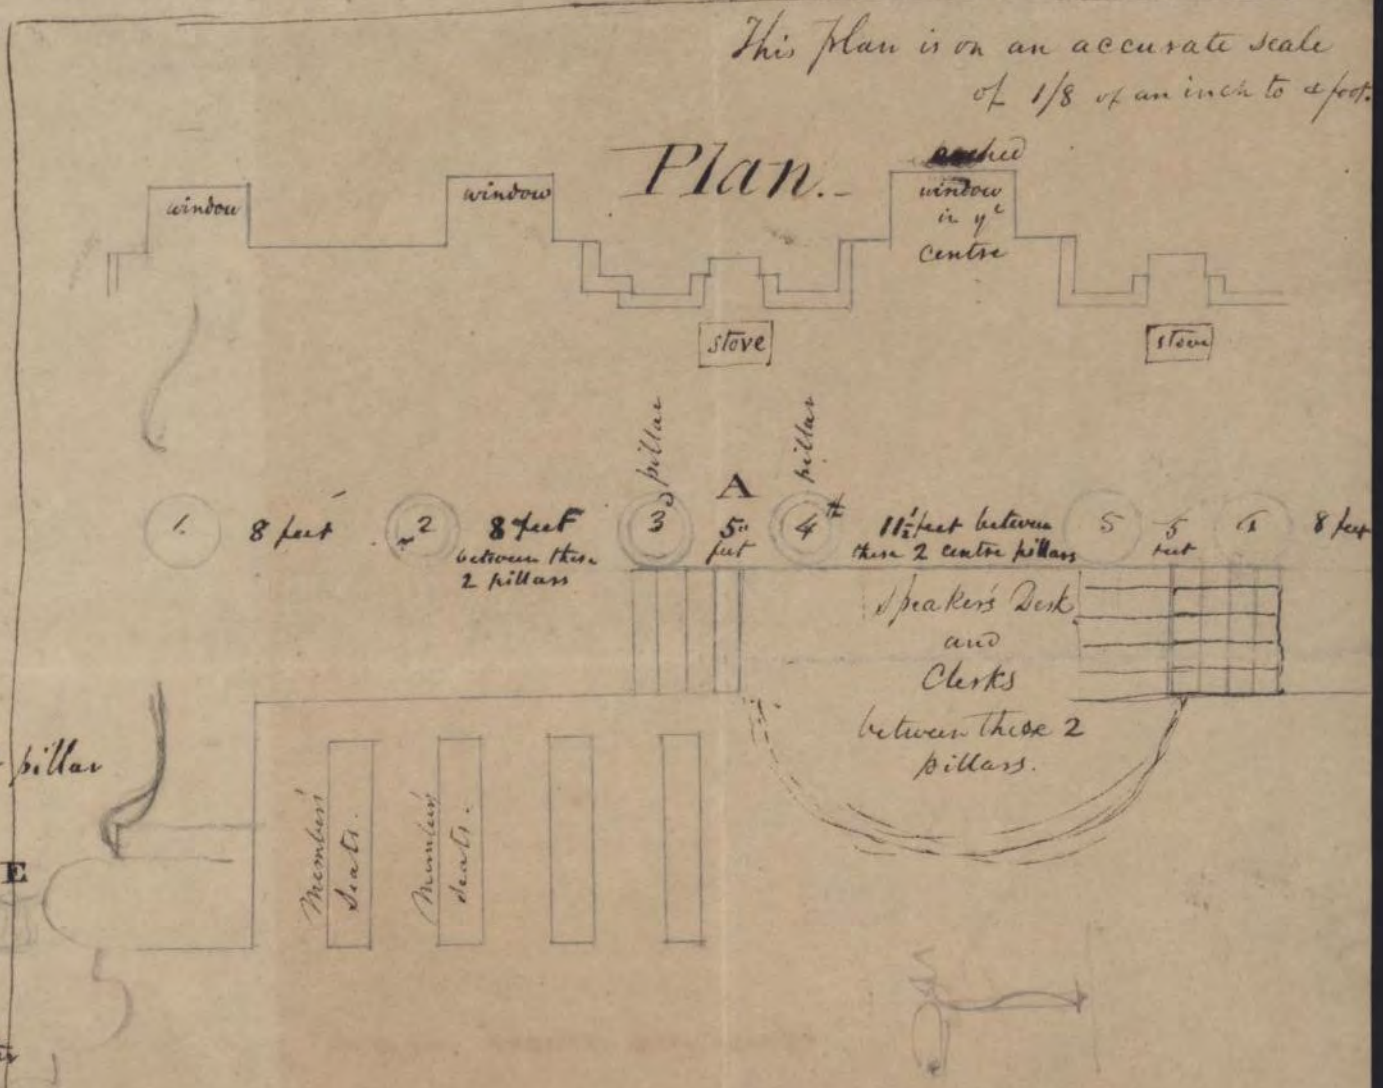 This plan is on an accurate scale
of 1/8 of an inch to a foot.
Plan.
window
window
arched
window
in yᵉ
centre
stove
stove
pillar
pillar
A
1.
8 feet
2
8 feet
between these
2 pillars
3
5
feet
4th
11½ feet between
these 2 centre pillars
5
5
feet
8 feet
Speaker's Desk
and
Clerks
between these 2
pillars.
pillar
Members
Seats.
Members
seats.
E